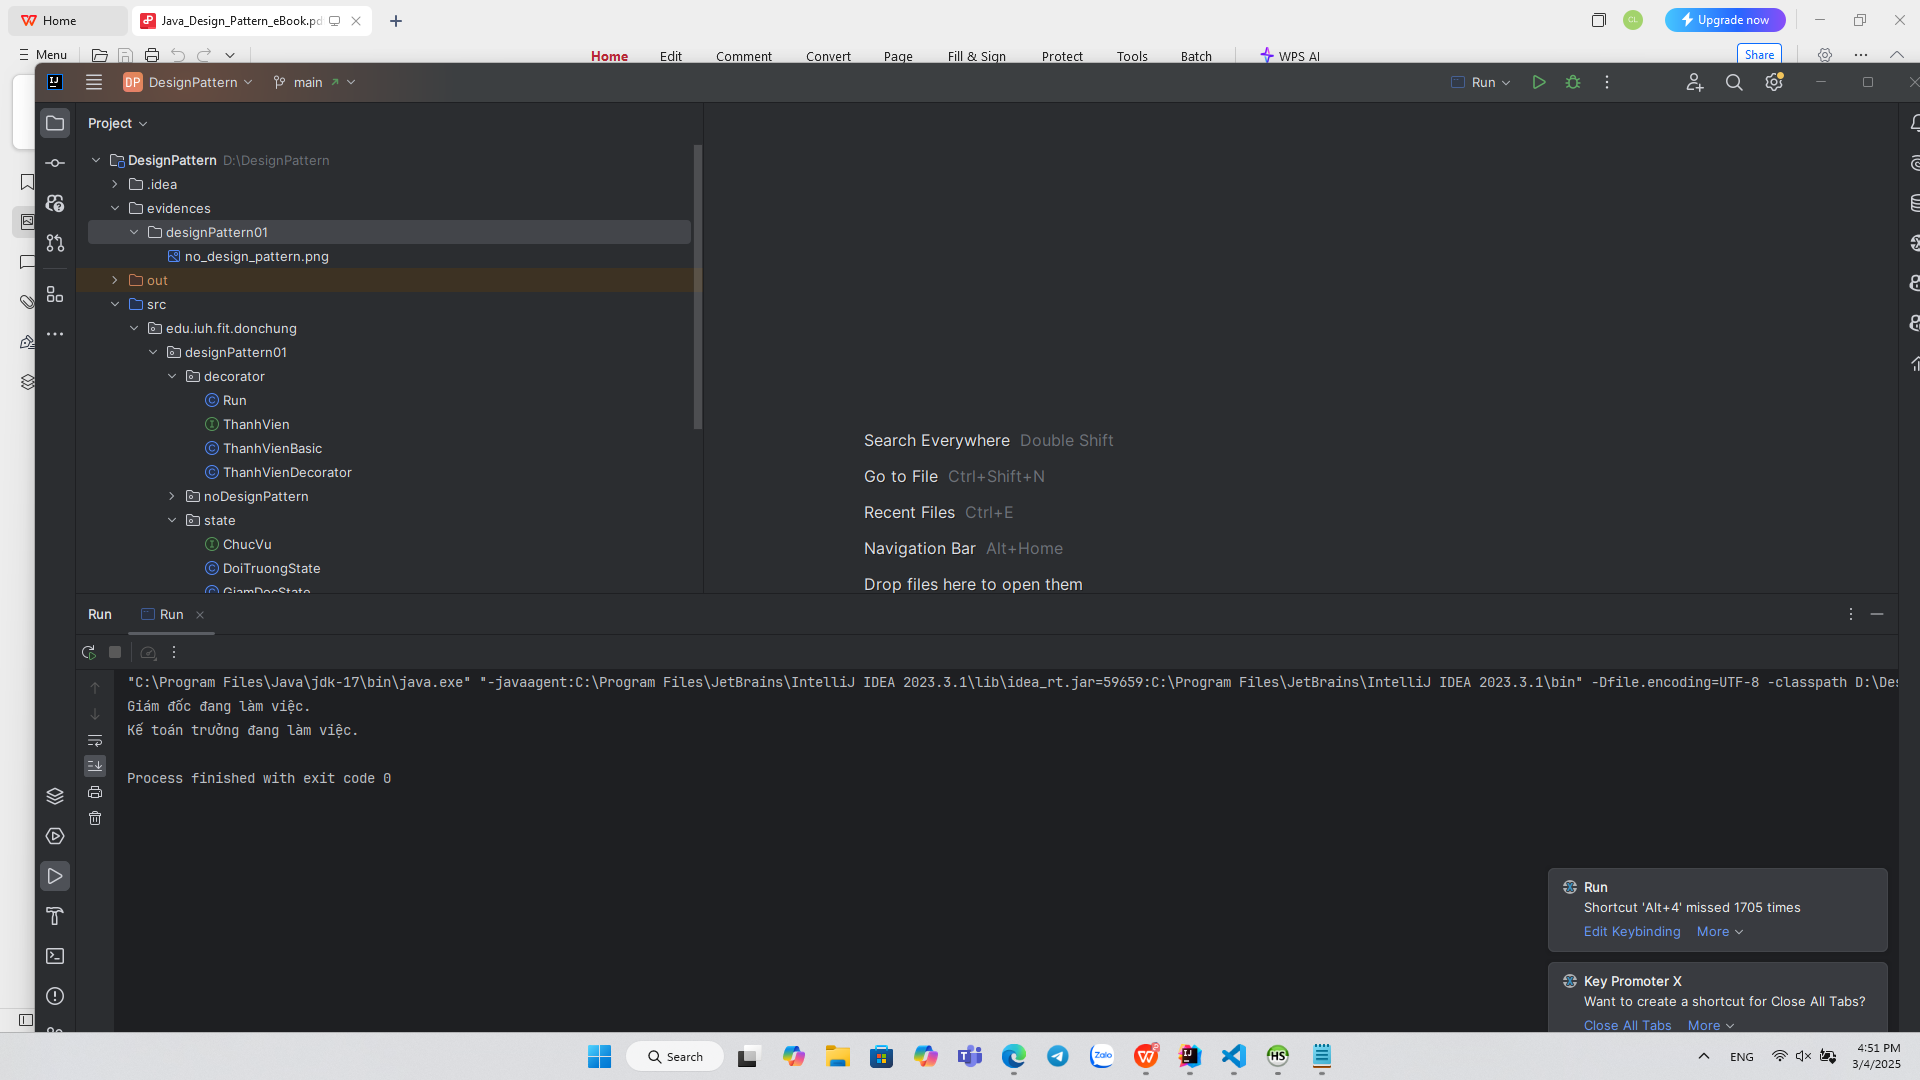 Home
Java_Design_Pattern_eBook.pd
CL
Upgrade now
Menu
Home Edit Comment Convert Page Fill & Sign Protect Tools Batch WPS AI
Share
DP DesignPattern main
Run
Project
DesignPattern D:\DesignPattern
.idea
evidences
designPattern01
no_design_pattern.png
out
src
edu.iuh.fit.donchung
designPattern01
decorator
Run
ThanhVien
ThanhVienBasic
ThanhVienDecorator
noDesignPattern
state
ChucVu
DoiTruongState
GiamDocState
Search Everywhere Double Shift
Go to File Ctrl+Shift+N
Recent Files Ctrl+E
Navigation Bar Alt+Home
Drop files here to open them
Run Run
"C:\Program Files\Java\jdk-17\bin\java.exe" "-javaagent:C:\Program Files\JetBrains\IntelliJ IDEA 2023.3.1\lib\idea_rt.jar=59659:C:\Program Files\JetBrains\IntelliJ IDEA 2023.3.1\bin" -Dfile.encoding=UTF-8 -classpath D:\Des
Giám đốc đang làm việc.
Kế toán trưởng đang làm việc.
Process finished with exit code 0
Run
Shortcut 'Alt+4' missed 1705 times
Edit Keybinding More
Key Promoter X
Want to create a shortcut for Close All Tabs?
Close All Tabs More
Search
Zalo
HS
ENG
4:51 PM
3/4/2025